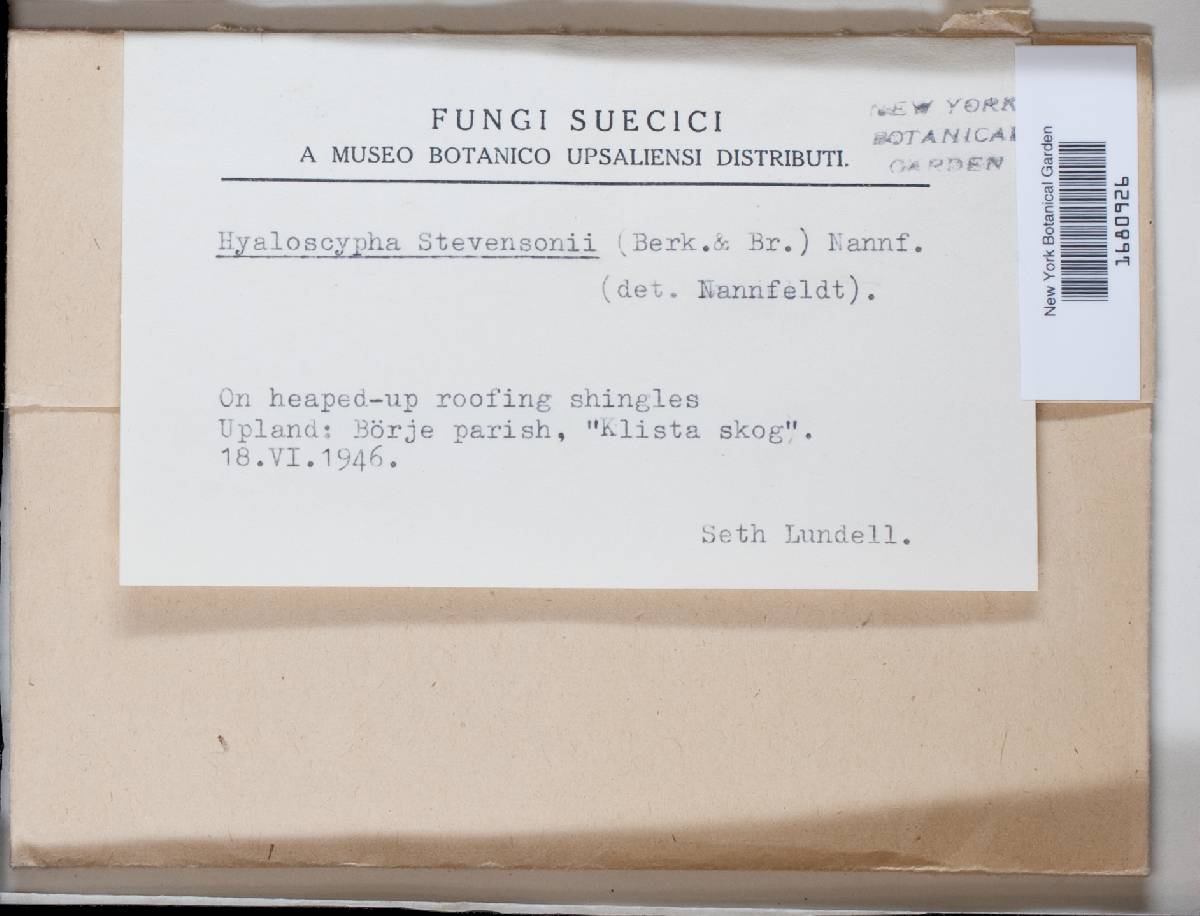 FUNGI SUECICI
A MUSEO BOTANICO UPSALIENSI DISTRIBUTI.
NEW YORK
BOTANICAL
GARDEN
Hyaloscypha Stevensonii (Berk.& Br.) Nannf.
(det. Nannfeldt).
On heaped-up roofing shingles
Upland: Börje parish, "Klista skog".
18.VI.1946.
Seth Lundell.
New York Botanical Garden
1680926